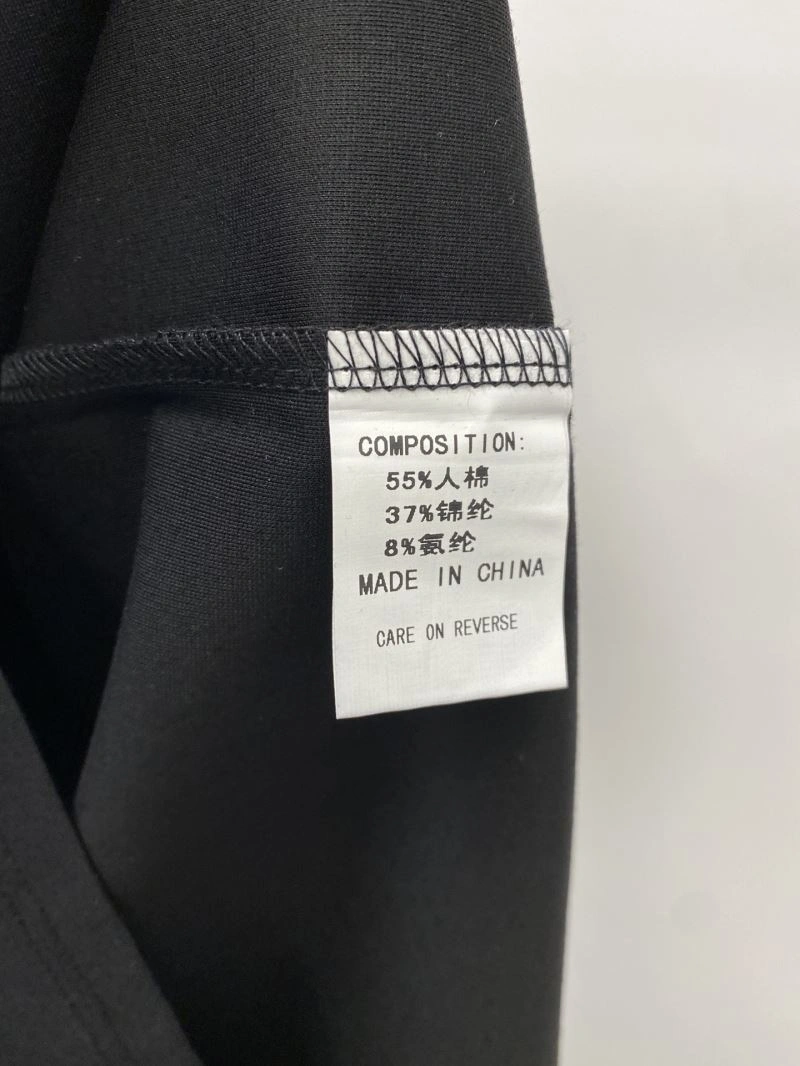 COMPOSITION:
55%人棉
37%锦纶
8%氨纶
MADE IN CHINA
CARE ON REVERSE